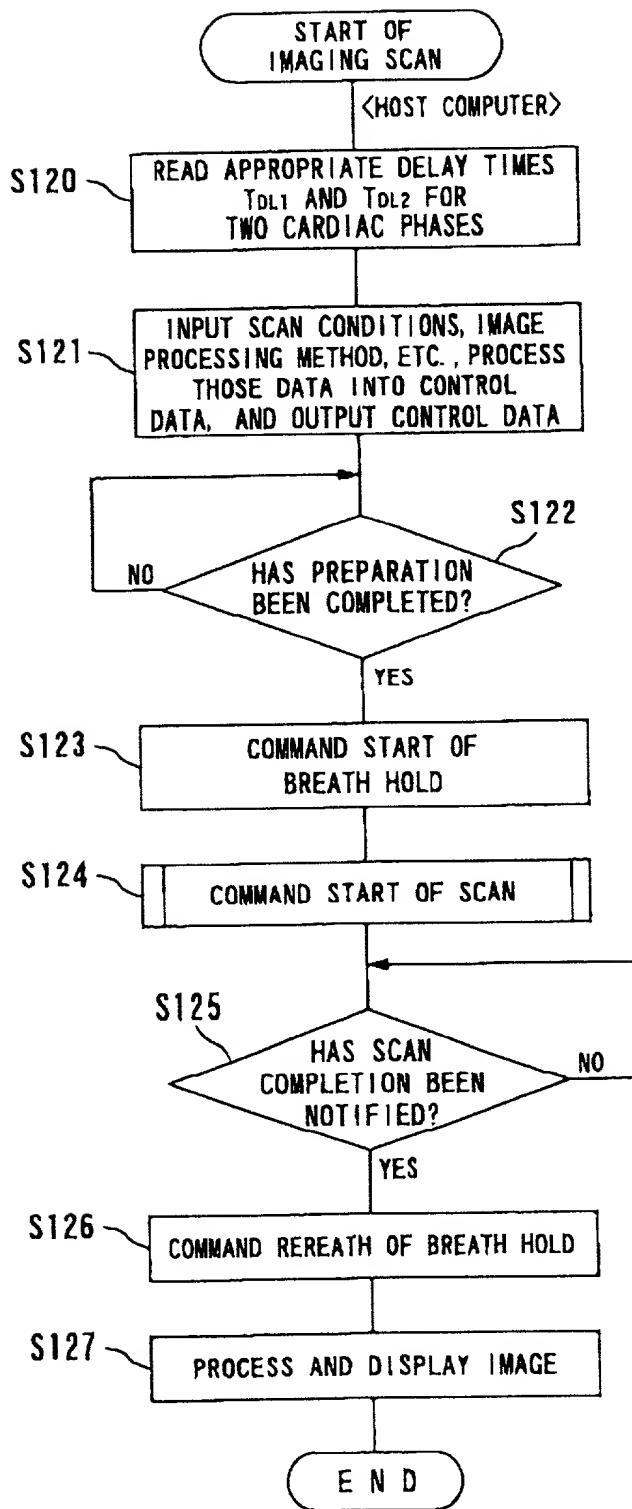 START OF
IMAGING SCAN
<HOST COMPUTER>
S120
READ APPROPRIATE DELAY TIMES
TDL1 AND TDL2 FOR
TWO CARDIAC PHASES
S121
INPUT SCAN CONDITIONS, IMAGE
PROCESSING METHOD, ETC., PROCESS
THOSE DATA INTO CONTROL
DATA, AND OUTPUT CONTROL DATA
S122
NO
HAS PREPARATION
BEEN COMPLETED?
YES
S123
COMMAND START OF
BREATH HOLD
S124
COMMAND START OF SCAN
S125
HAS SCAN
COMPLETION BEEN
NOTIFIED?
NO
YES
S126
COMMAND REREATH OF BREATH HOLD
S127
PROCESS AND DISPLAY IMAGE
END